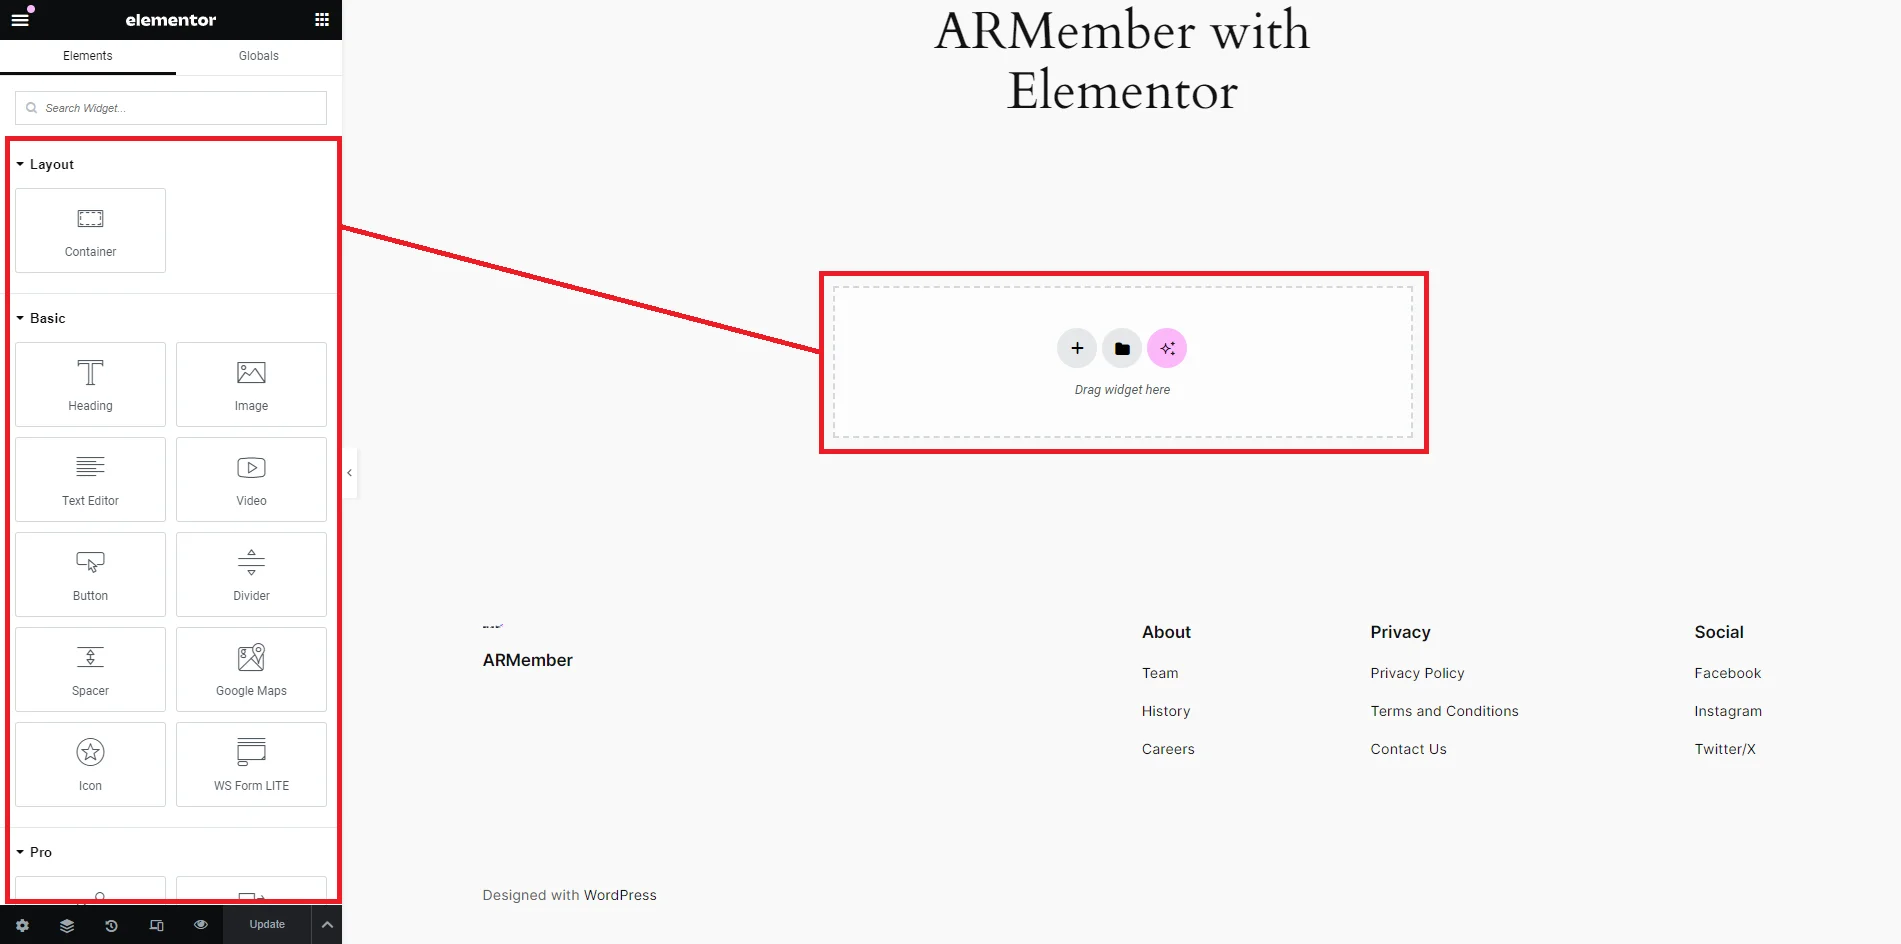 elementor
Elements
Globals
Search Widget...
Layout
Container
Basic
Heading
Image
Text Editor
Video
Button
Divider
Spacer
Google Maps
Icon
WS Form LITE
Pro
Update
ARMember with
Elementor
Drag widget here
ARMember
About
Team
History
Careers
Privacy
Privacy Policy
Terms and Conditions
Contact Us
Social
Facebook
Instagram
Twitter/X
Designed with WordPress